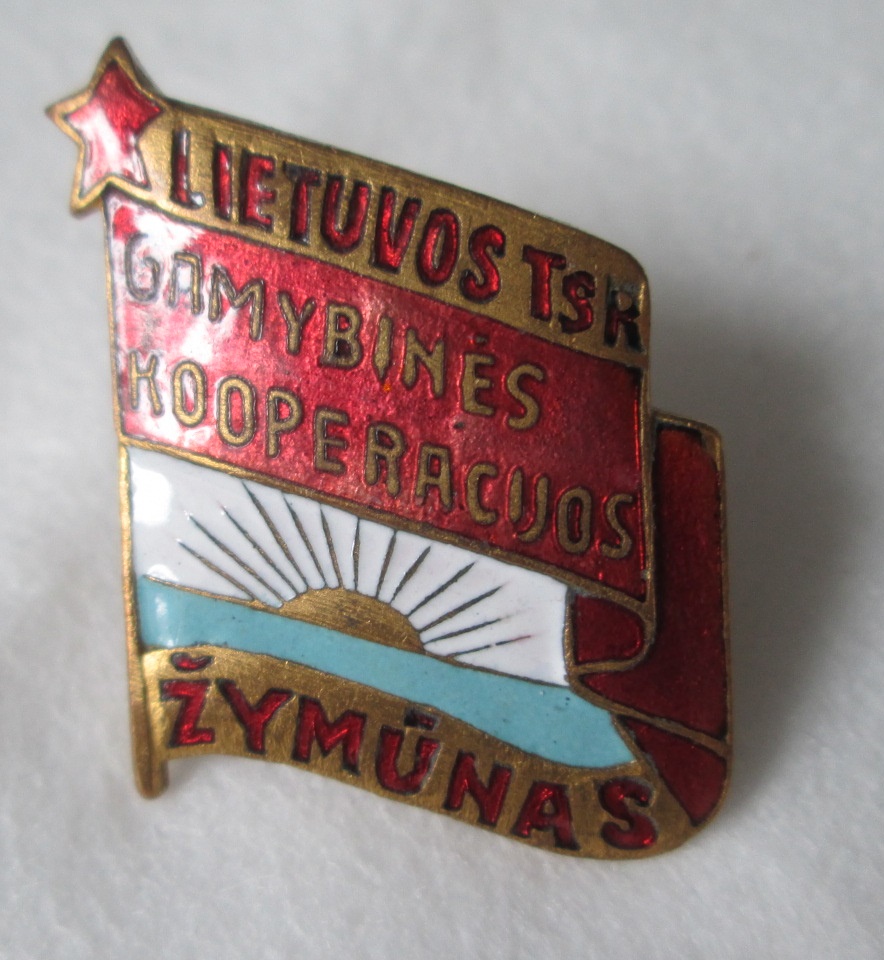 LIETUVOS TSR
GAMYBINĖS
KOOPERACIJOS
ŽYMŪNAS